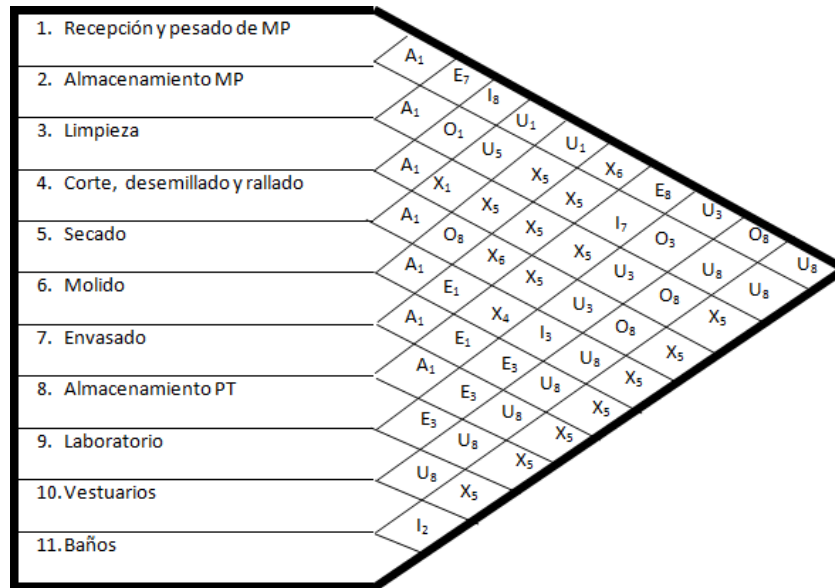 1. Recepción y pesado de MP
A₁ E₇ I₈ U₁ U₁ X₆ E₈ U₃ O₈ U₈
2. Almacenamiento MP
A₁ O₁ U₅ X₅ X₅ I₇ O₃ U₈ U₈
3. Limpieza
A₁ X₁ X₅ X₅ X₅ U₃ O₈ X₅
4. Corte, desemillado y rallado
A₁ O₈ X₆ X₅ U₃ O₈ X₅
5. Secado
A₁ E₁ X₄ I₃ U₈ X₅
6. Molido
A₁ E₁ E₃ U₈ X₅
7. Envasado
A₁ E₃ U₈ X₅
8. Almacenamiento PT
E₃ U₈ X₅
9. Laboratorio
U₈ X₅
10. Vestuarios
I₂
11. Baños